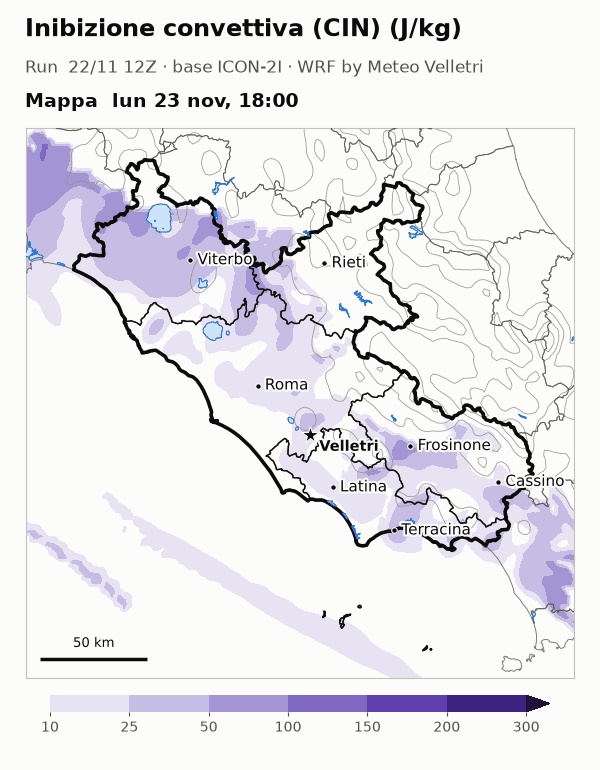 Inibizione convettiva (CIN) (J/kg)
Run  22/11 12Z · base ICON-2I · WRF by Meteo Velletri
Mappa  lun 23 nov, 18:00
Viterbo
Rieti
Roma
Velletri
Frosinone
Cassino
Latina
Terracina
50 km
10 25 50 100 150 200 300